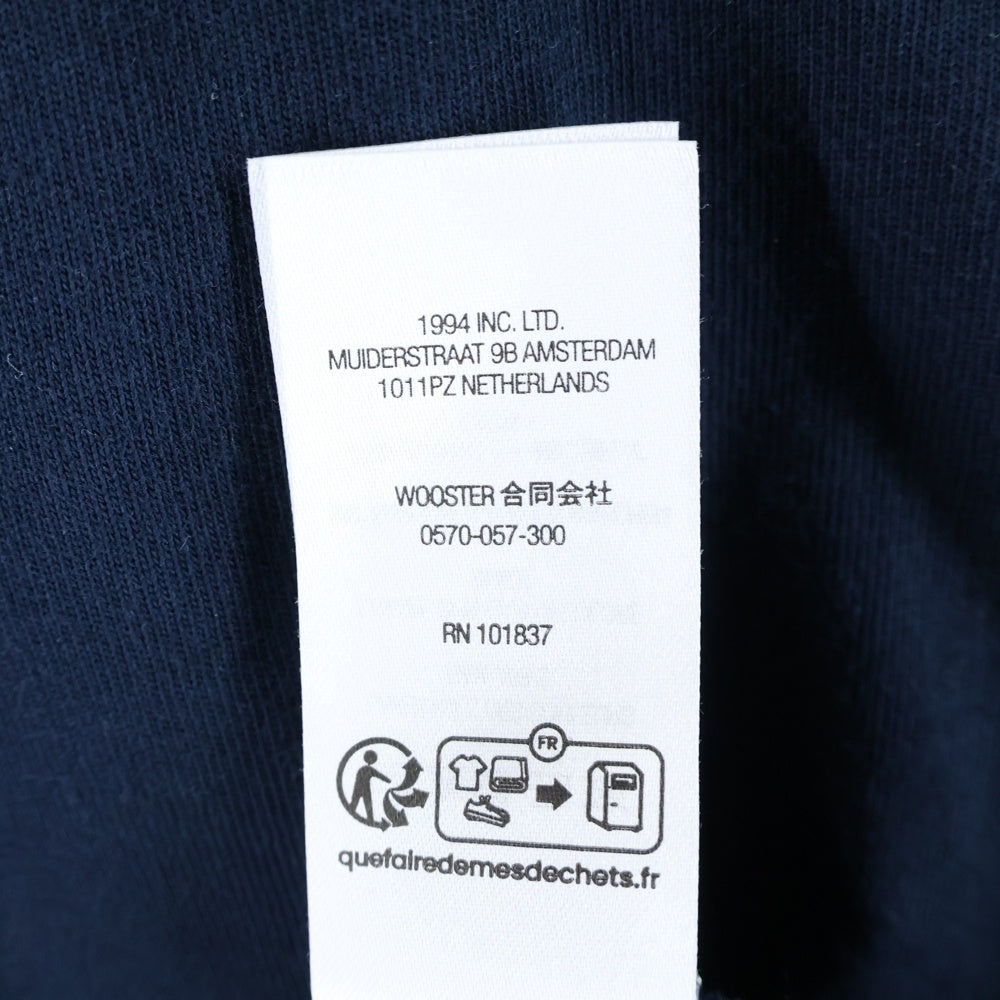 1994 INC. LTD.
MUIDERSTRAAT 9B AMSTERDAM
1011PZ NETHERLANDS
WOOSTER 合同会社
0570-057-300
RN 101837
FR
quefairedemesdechets.fr